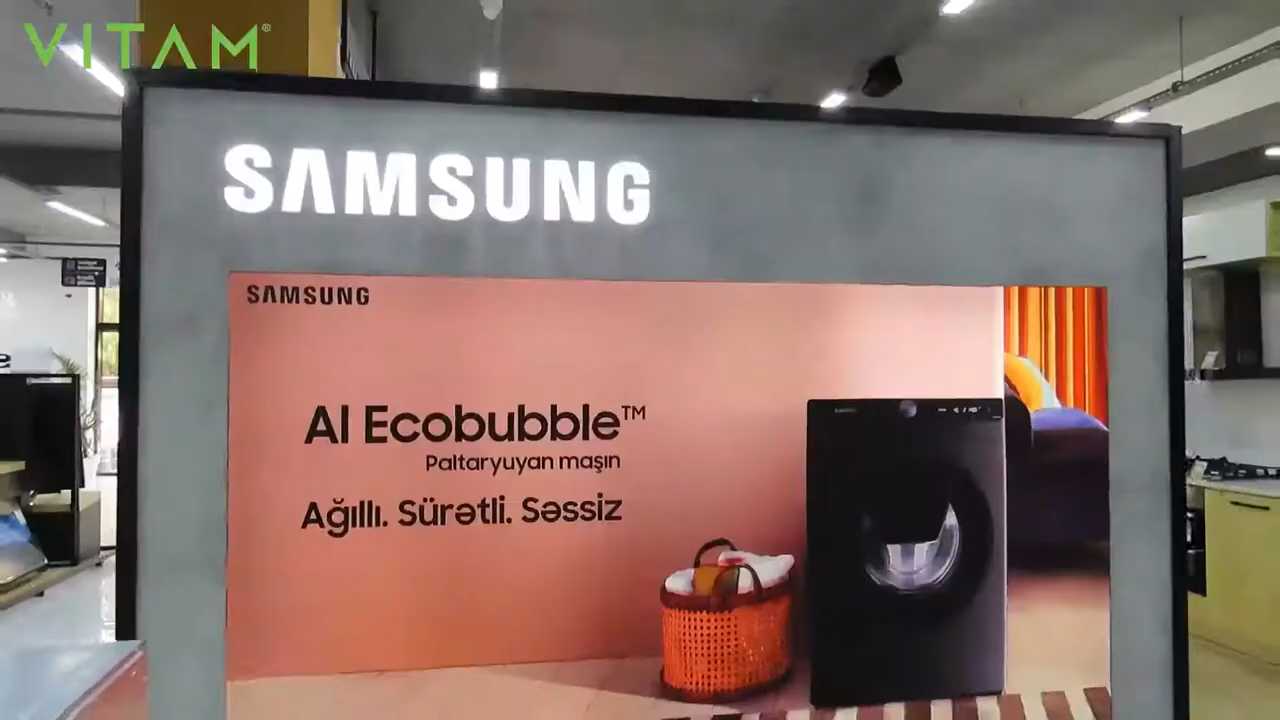 VITAM®
SAMSUNG
SAMSUNG
AI Ecobubble™
Paltaryuyan maşın
Ağıllı. Sürətli. Səssiz